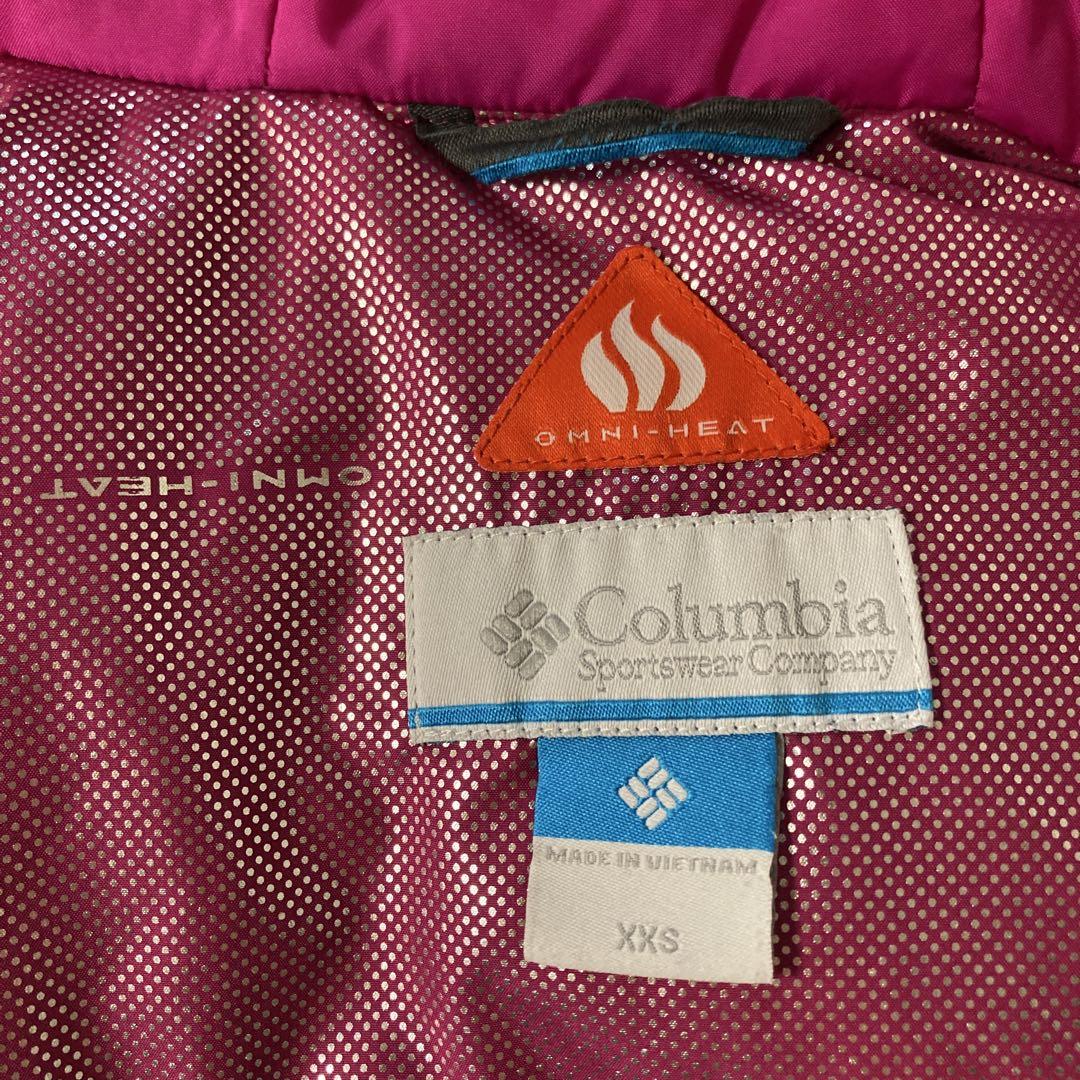 OMNI-HEAT
OMNI-HEAT
Columbia
Sportswear Company
MADE IN VIETNAM
XXS